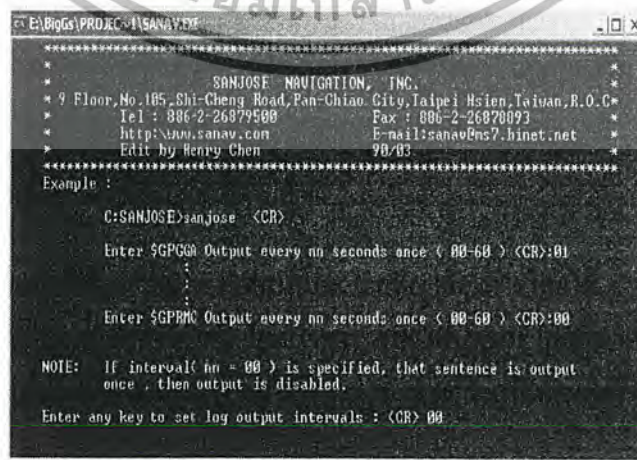 E:\BigGs\PROJEC~1\SANAV.EXE
************************************************************************
*
* SANJOSE NAVIGATION, INC. *
* 9 Floor,No.105,Shi-Cheng Road,Pan-Chiao City,Taipei Hsien,Taiwan,R.O.C*
* Tel : 886-2-26879500 Fax : 886-2-26878893 *
* http:\www.sanav.com E-mail:sanav@ms7.hinet.net *
* Edit by Henry Chen 90/03 *
************************************************************************
Example :
C:SANJOSE>sanjose <CR>
Enter $GPGGA Output every nn seconds once ( 00-60 ) <CR>:01
:
:
:
Enter $GPRMC Output every nn seconds once ( 00-60 ) <CR>:00
NOTE: If interval( nn = 00 ) is specified, that sentence is output
once , then output is disabled.
Enter any key to set log output intervals : <CR> 00